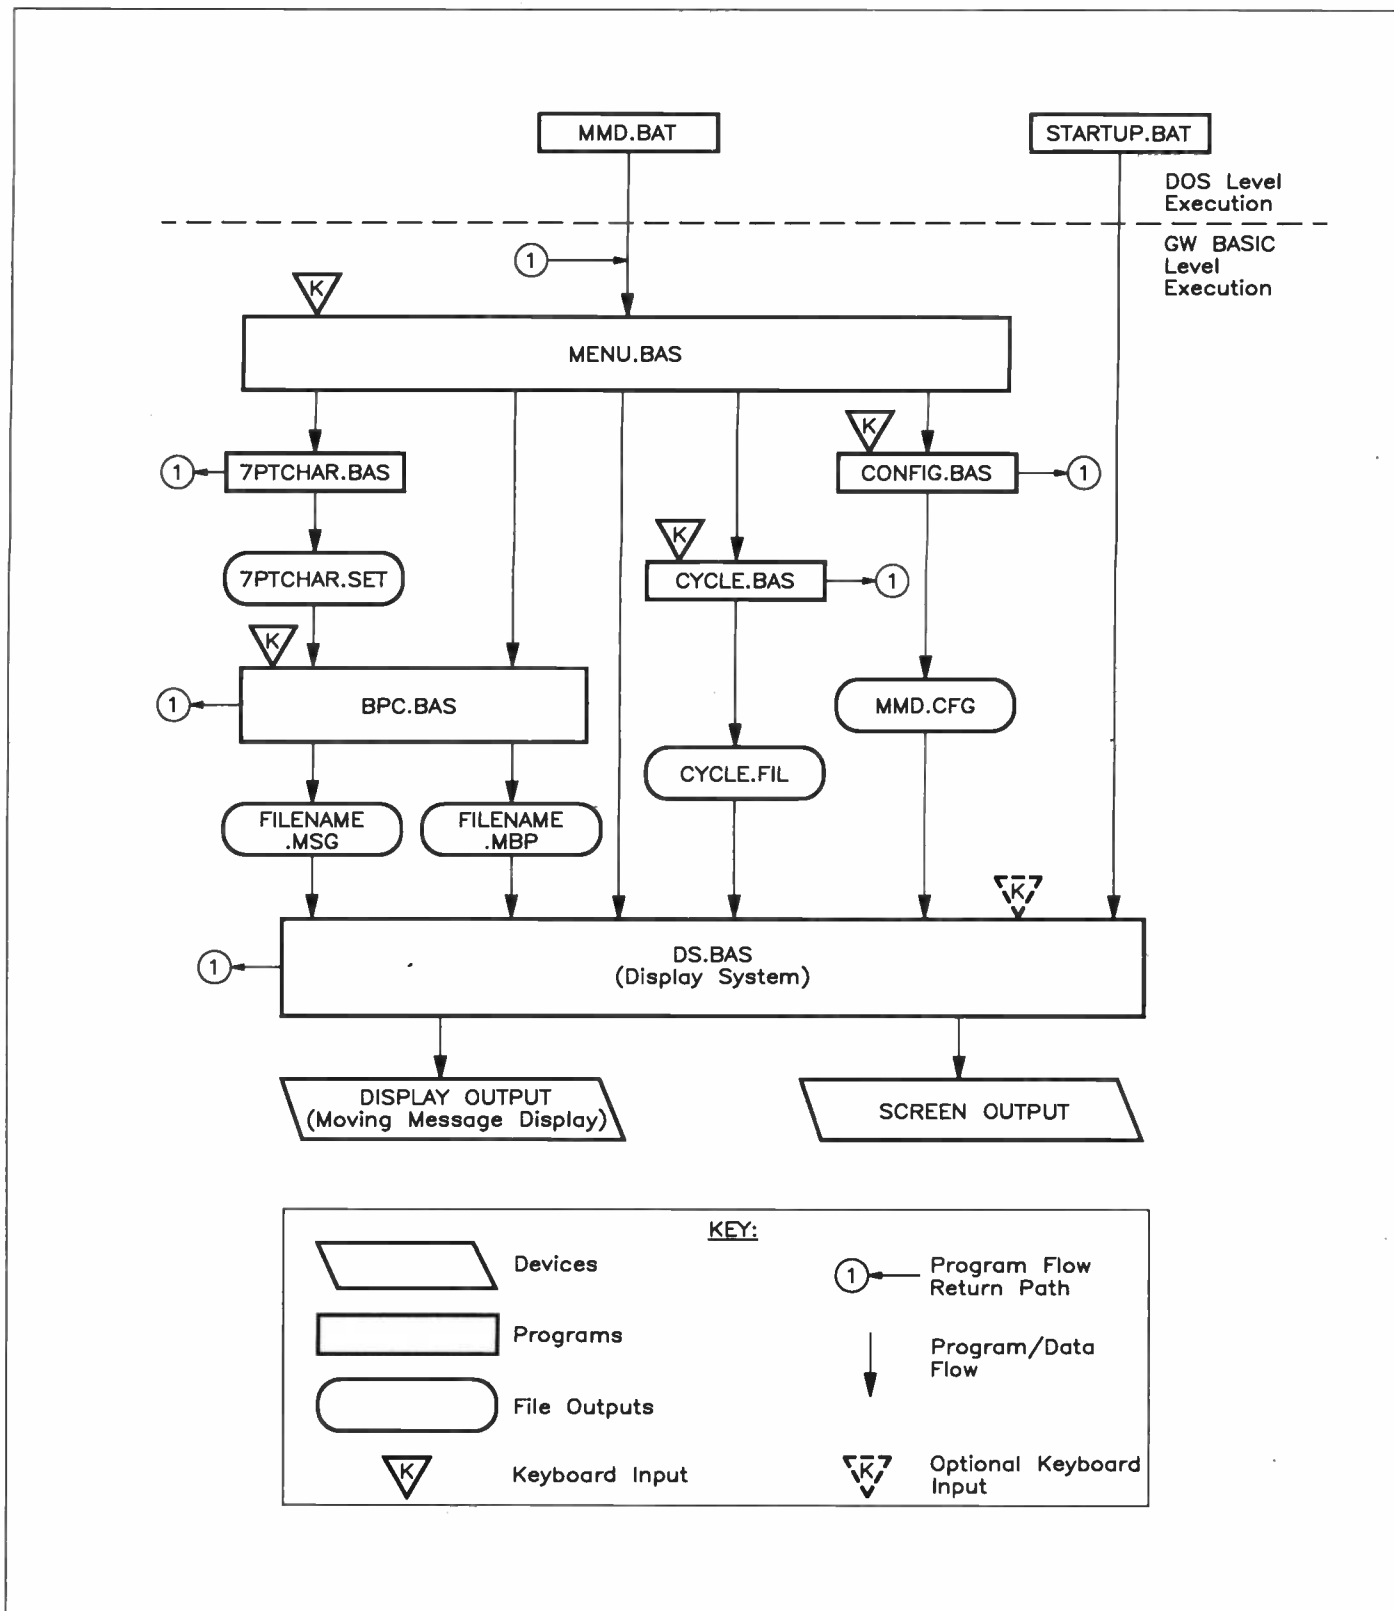 MMD.BAT
STARTUP.BAT
DOS Level
Execution
GW BASIC
Level
Execution
1
K
MENU.BAS
K
1
7PTCHAR.BAS
CONFIG.BAS
1
K
7PTCHAR.SET
CYCLE.BAS
1
K
1
BPC.BAS
MMD.CFG
CYCLE.FIL
FILENAME
.MSG
FILENAME
.MBP
K
1
DS.BAS
(Display System)
DISPLAY OUTPUT
(Moving Message Display)
SCREEN OUTPUT
KEY:
Devices
1
Program Flow
Return Path
Programs
Program/Data
Flow
File Outputs
K
Keyboard Input
K
Optional Keyboard
Input